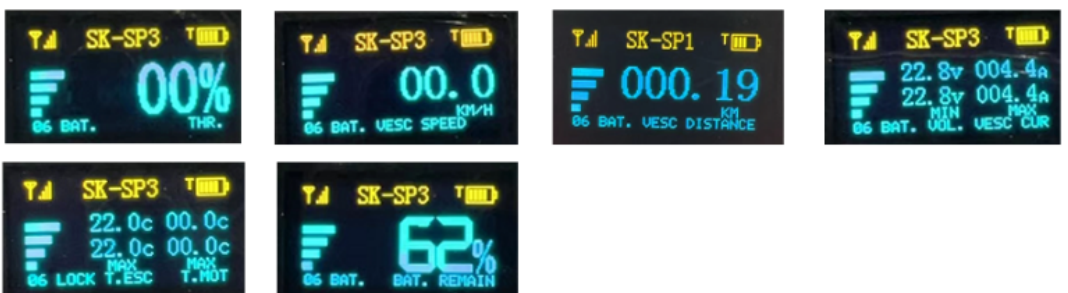 SK-SP3 T
00%
06 BAT. THR.
SK-SP3 T
00.0
KM/H
06 BAT. VESC SPEED
SK-SP1 T
000.19
KM
06 BAT. VESC DISTANCE
SK-SP3 T
22.8v 004.4A
22.8v 004.4A
MIN MAX
06 BAT. VOL. VESC CUR
SK-SP3 T
22.0c 00.0c
22.0c 00.0c
MAX MAX
06 LOCK T.ESC T.MOT
SK-SP3 T
62%
06 BAT. BAT. REMAIN